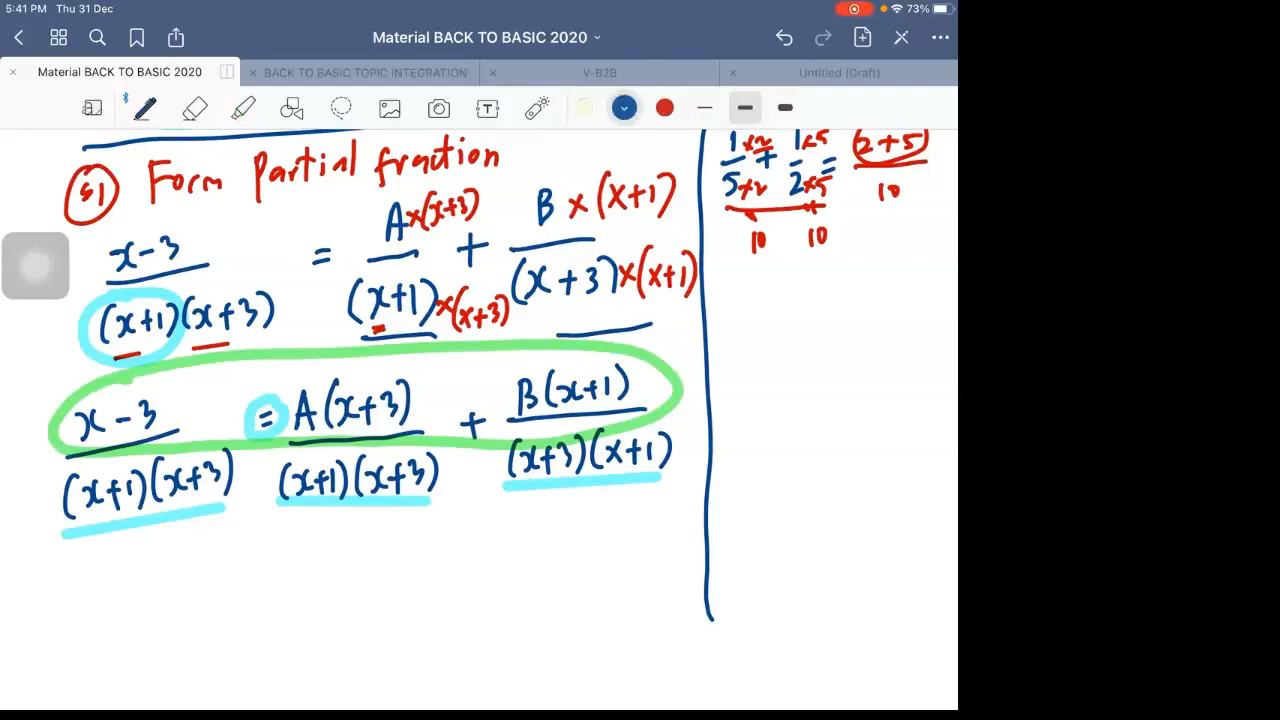 5:41 PM Thu 31 Dec
73%
Material BACK TO BASIC 2020
Material BACK TO BASIC 2020
BACK TO BASIC TOPIC INTEGRATION
V-B2B
Untitled (Draft)
T
S1 Form Partial fraction
x-3 / (x+1)(x+3) = A×(x+3) / (x+1)×(x+3) + B×(x+1) / (x+3)×(x+1)
x-3 / (x+1)(x+3) = A(x+3) / (x+1)(x+3) + B(x+1) / (x+3)(x+1)
1×2 / 5×2 + 1×5 / 2×5 = (2+5) / 10
10 10